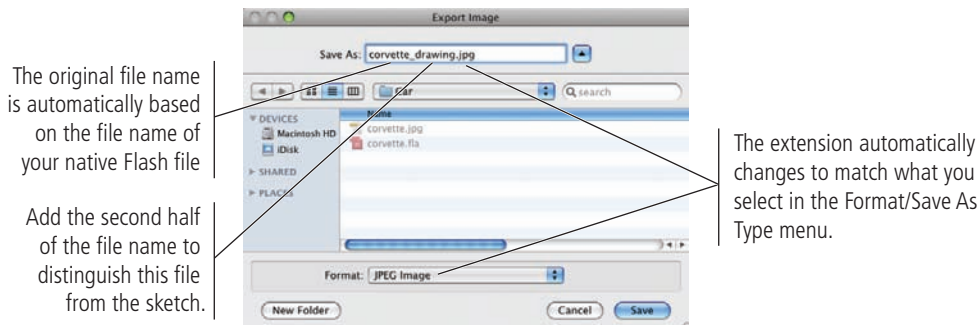 Export Image
Save As: corvette_drawing.jpg
Car
search
Name
DEVICES
Macintosh HD
iDisk
SHARED
PLACES
corvette.jpg
corvette.fla
Format: JPEG Image
New Folder
Cancel
Save
The original file name
is automatically based
on the file name of
your native Flash file
Add the second half
of the file name to
distinguish this file
from the sketch.
The extension automatically
changes to match what you
select in the Format/Save As
Type menu.